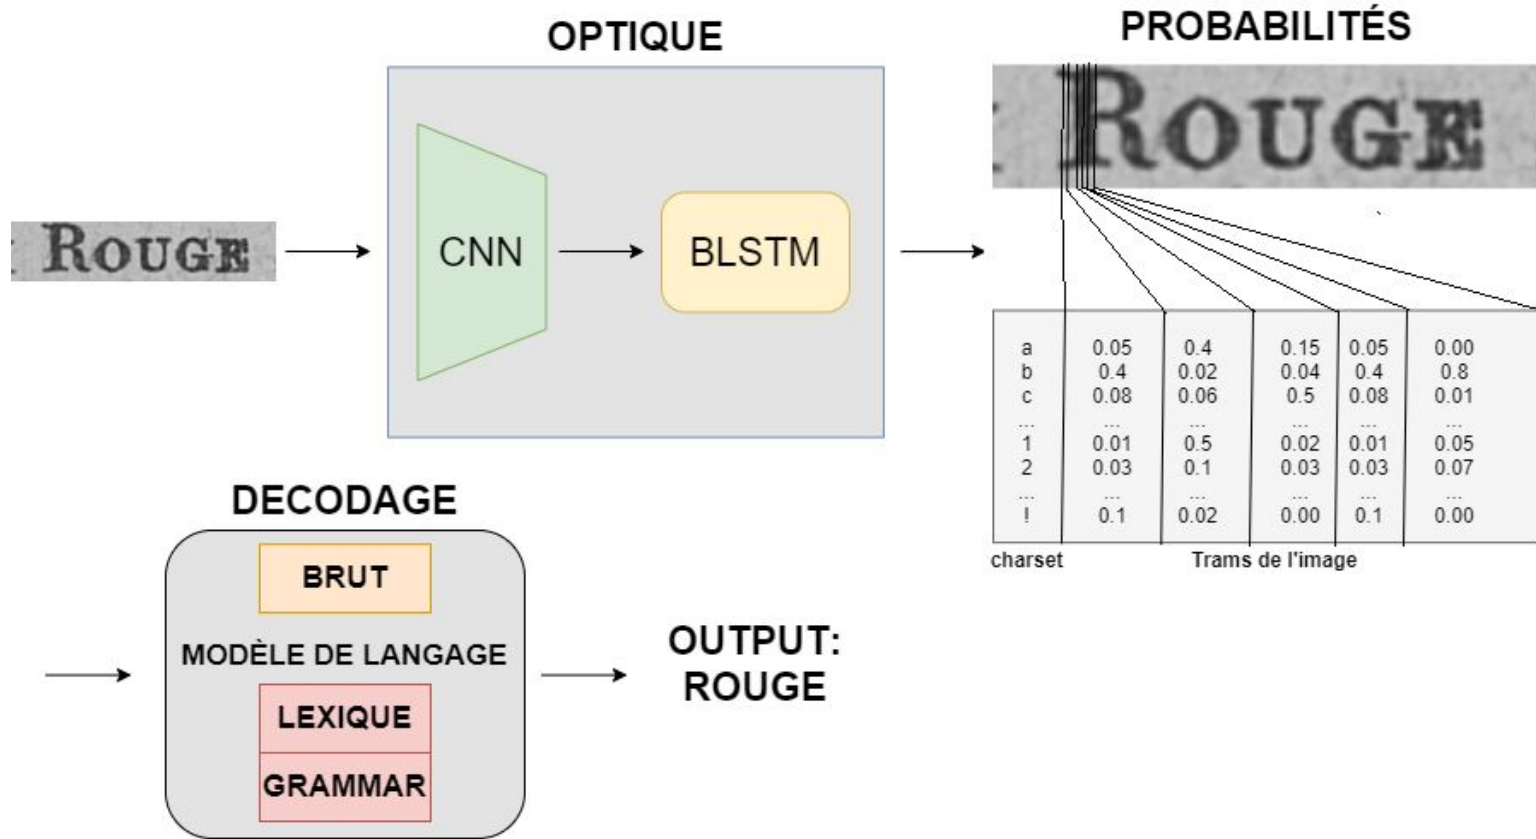 OPTIQUE
PROBABILITÉS
ROUGE
CNN
BLSTM
ROUGE
a 0.05 0.4 0.15 0.05 0.00
b 0.4 0.02 0.04 0.4 0.8
c 0.08 0.06 0.5 0.08 0.01
... ... ... ... ... ...
1 0.01 0.5 0.02 0.01 0.05
2 0.03 0.1 0.03 0.03 0.07
... ... ... ... ... ...
! 0.1 0.02 0.00 0.1 0.00
charset Trams de l'image
DECODAGE
BRUT
MODÈLE DE LANGAGE
LEXIQUE
GRAMMAR
OUTPUT:
ROUGE